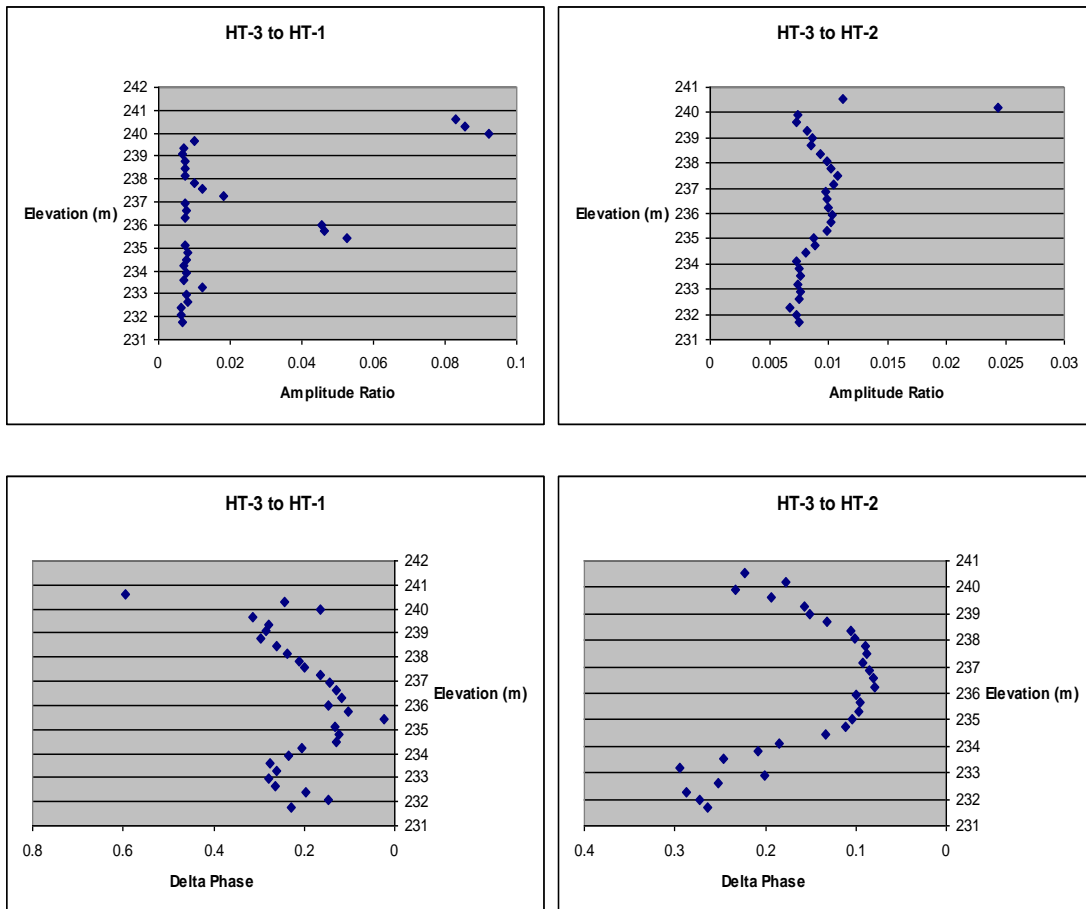 HT-3 to HT-1
242
241
240
239
238
237
236
235
234
233
232
231
Elevation (m)
0 0.02 0.04 0.06 0.08 0.1
Amplitude Ratio
HT-3 to HT-2
241
240
239
238
237
236
235
234
233
232
231
Elevation (m)
0 0.005 0.01 0.015 0.02 0.025 0.03
Amplitude Ratio
HT-3 to HT-1
242
241
240
239
238
237
236
235
234
233
232
231
Elevation (m)
0.8 0.6 0.4 0.2 0
Delta Phase
HT-3 to HT-2
241
240
239
238
237
236
235
234
233
232
231
Elevation (m)
0.4 0.3 0.2 0.1 0
Delta Phase